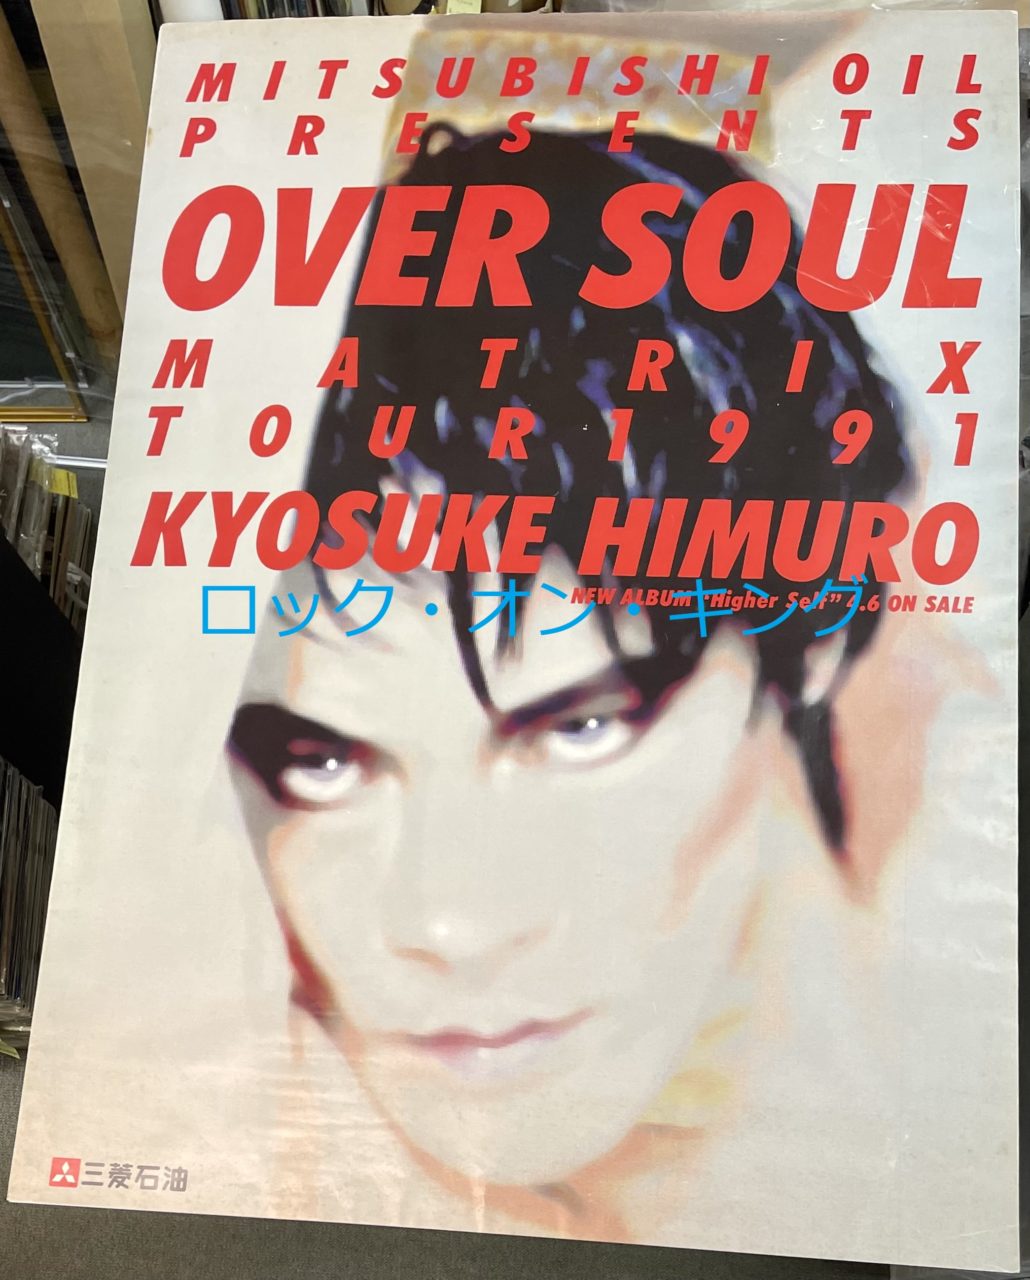 MITSUBISHI OIL
PRESENTS
OVER SOUL
MATRIX
TOUR 1991
KYOSUKE HIMURO
NEW ALBUM "Higher Self" 4.6 ON SALE
ロック・オン・キング
三菱石油